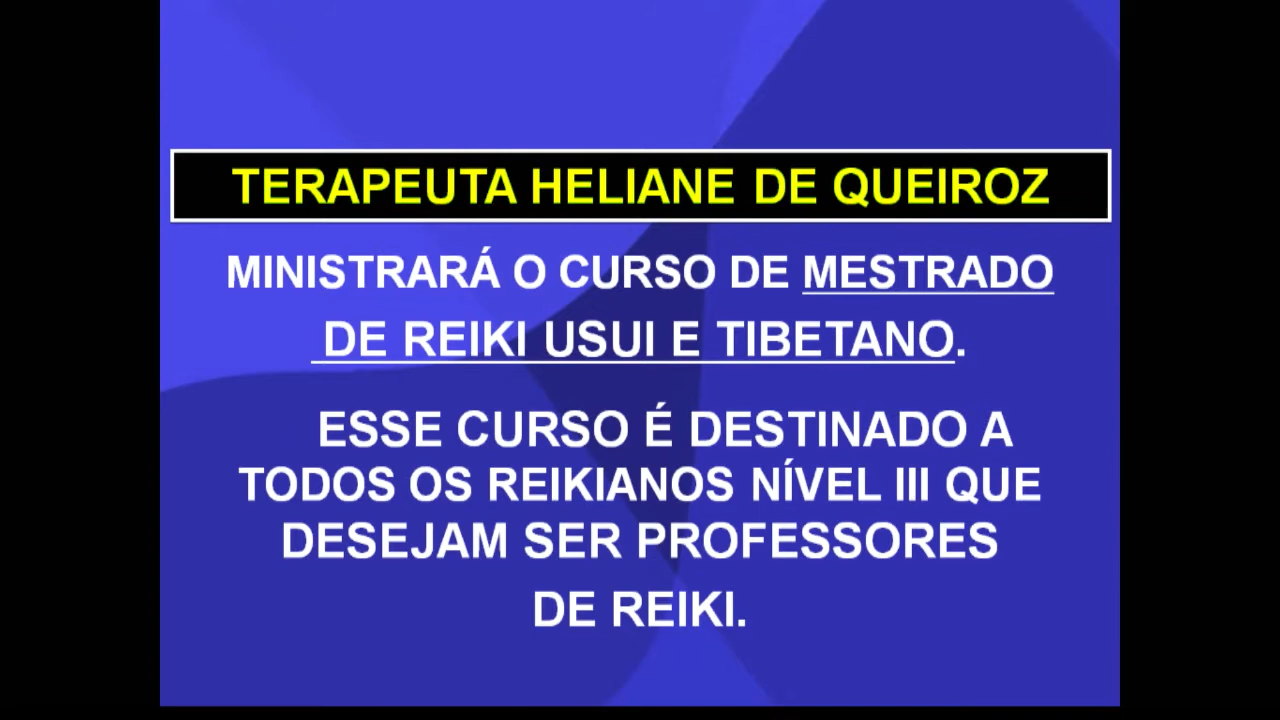 TERAPEUTA HELIANE DE QUEIROZ
MINISTRARÁ O CURSO DE MESTRADO
DE REIKI USUI E TIBETANO.
ESSE CURSO É DESTINADO A
TODOS OS REIKIANOS NÍVEL III QUE
DESEJAM SER PROFESSORES
DE REIKI.